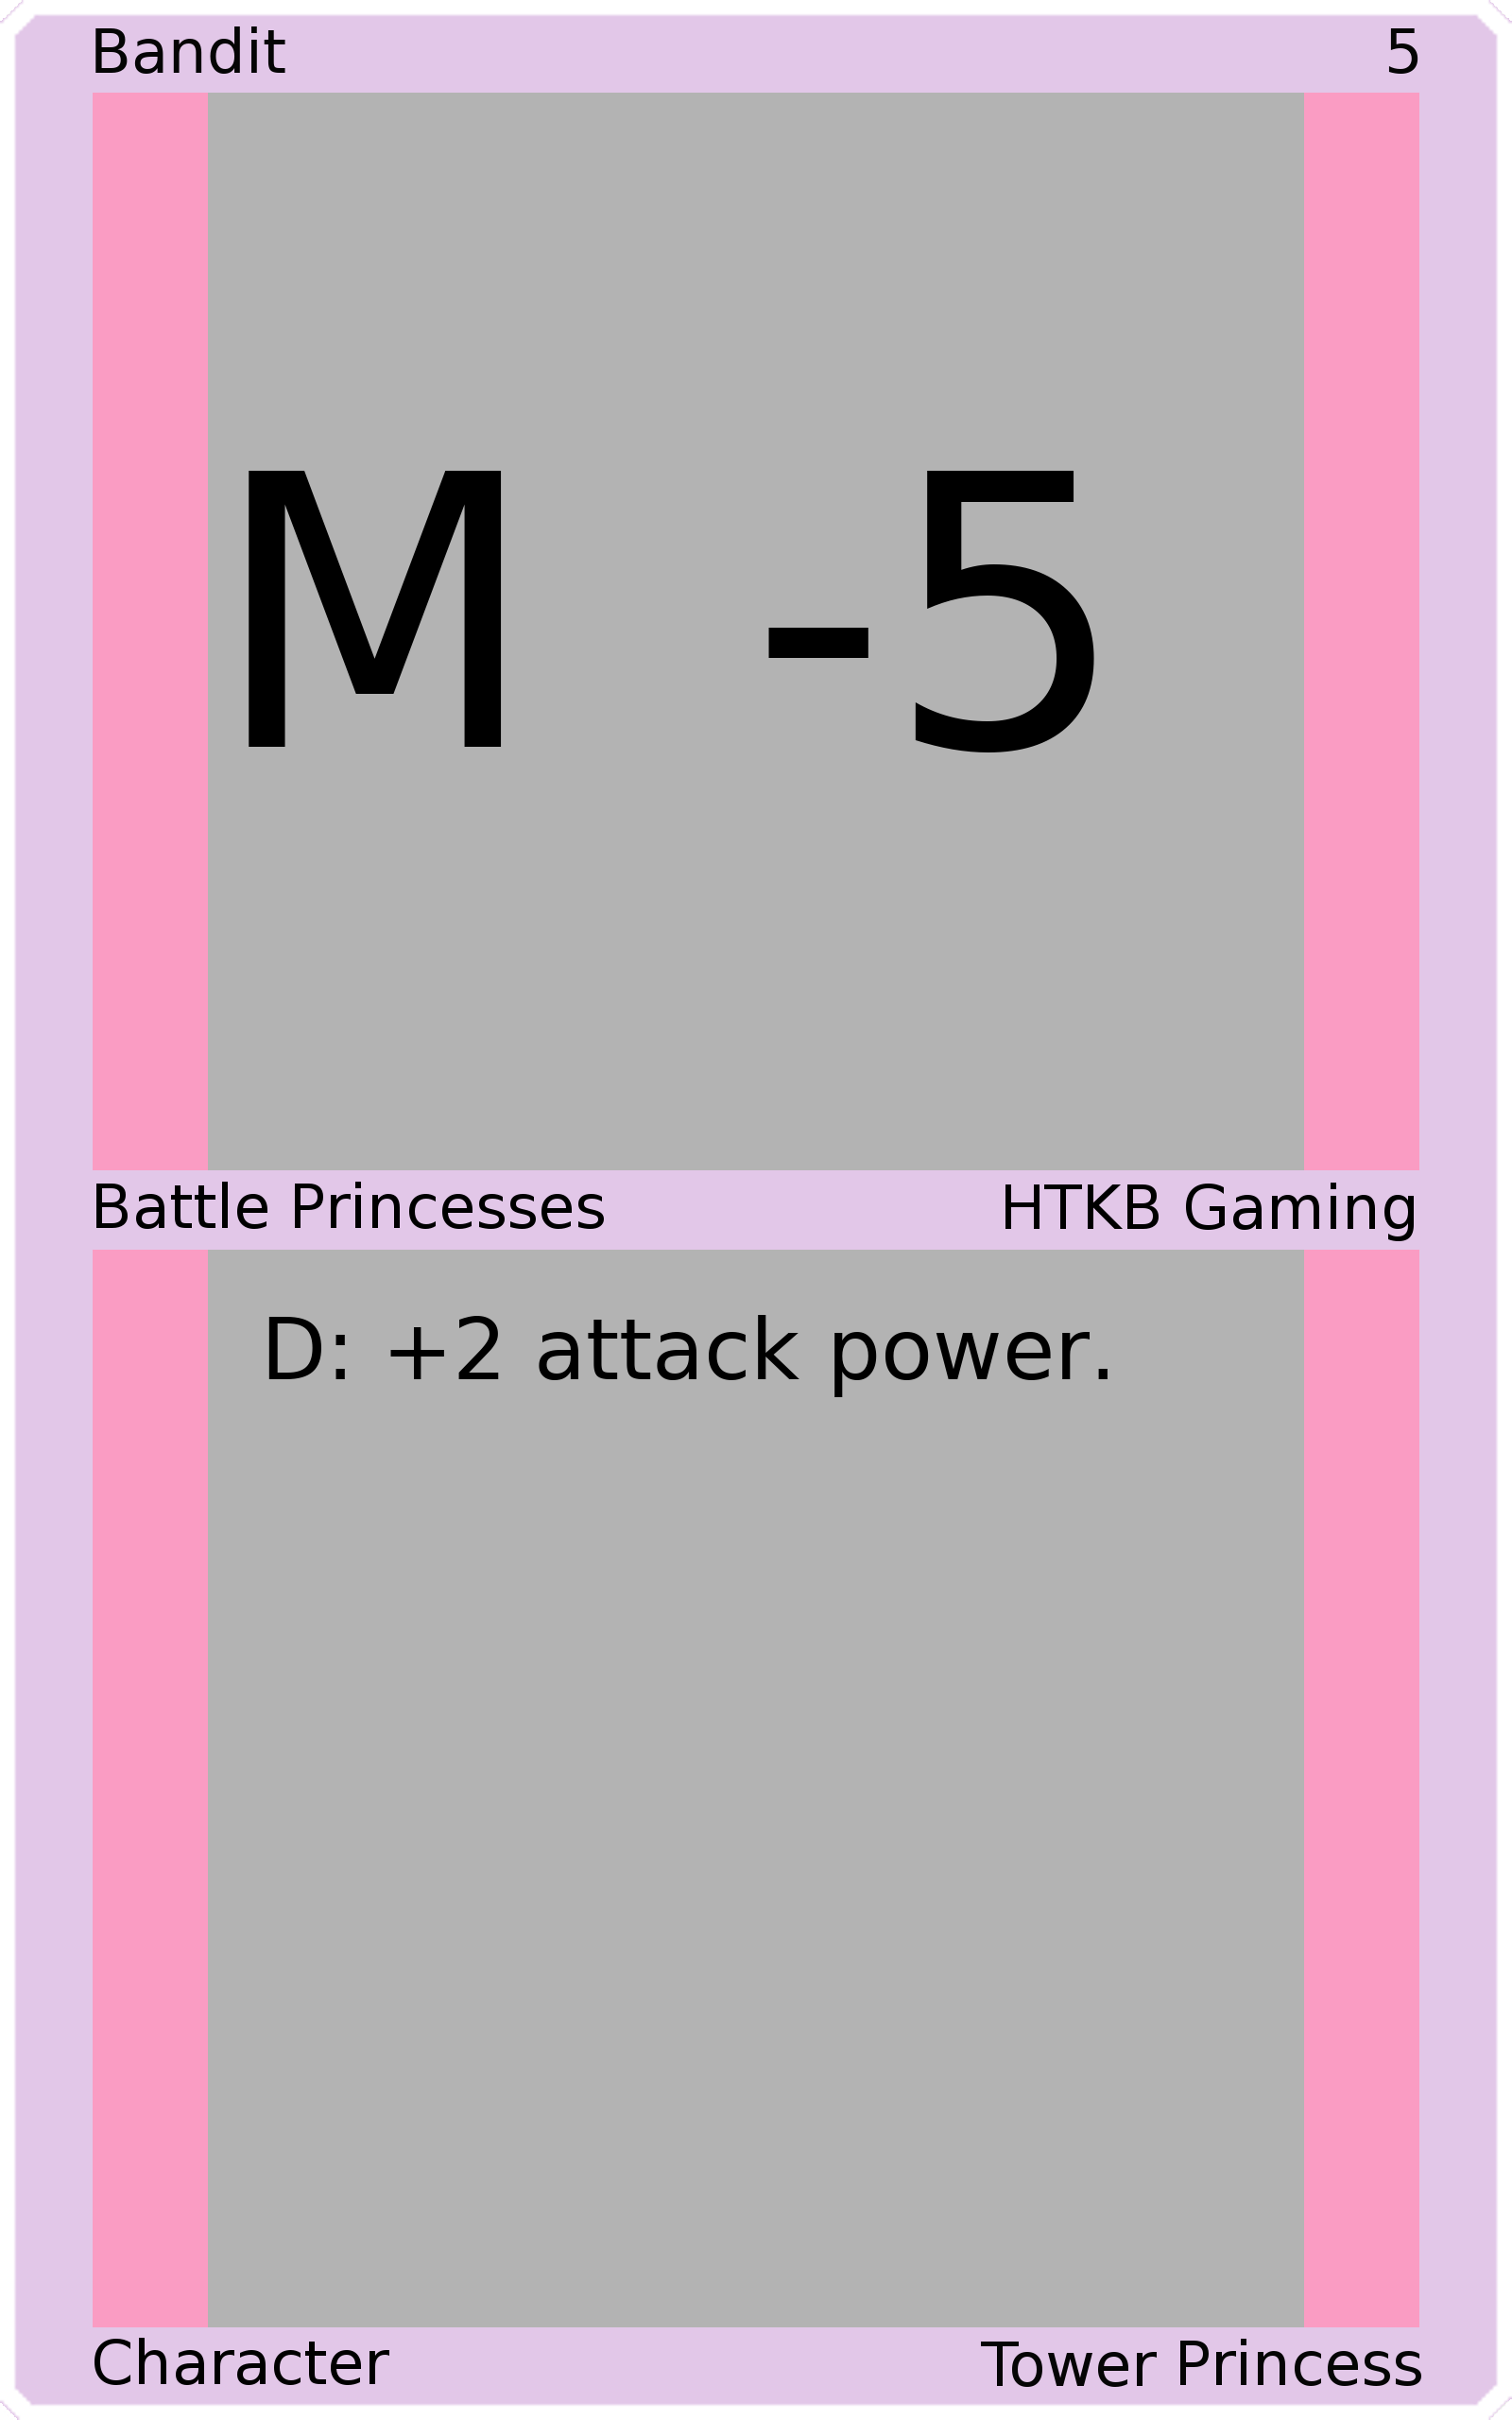 Bandit 5
M -5
Battle Princesses HTKB Gaming
D: +2 attack power.
Character Tower Princess